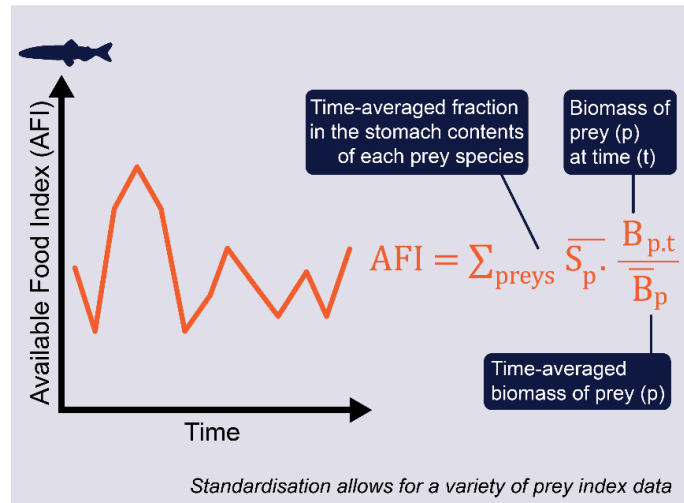 Available Food Index (AFI)
Time-averaged fraction
in the stomach contents
of each prey species
Biomass of
prey (p)
at time (t)
AFI = ∑preys S̅p̅. Bp.t / B̅p
Time-averaged
biomass of prey (p)
Time
Standardisation allows for a variety of prey index data